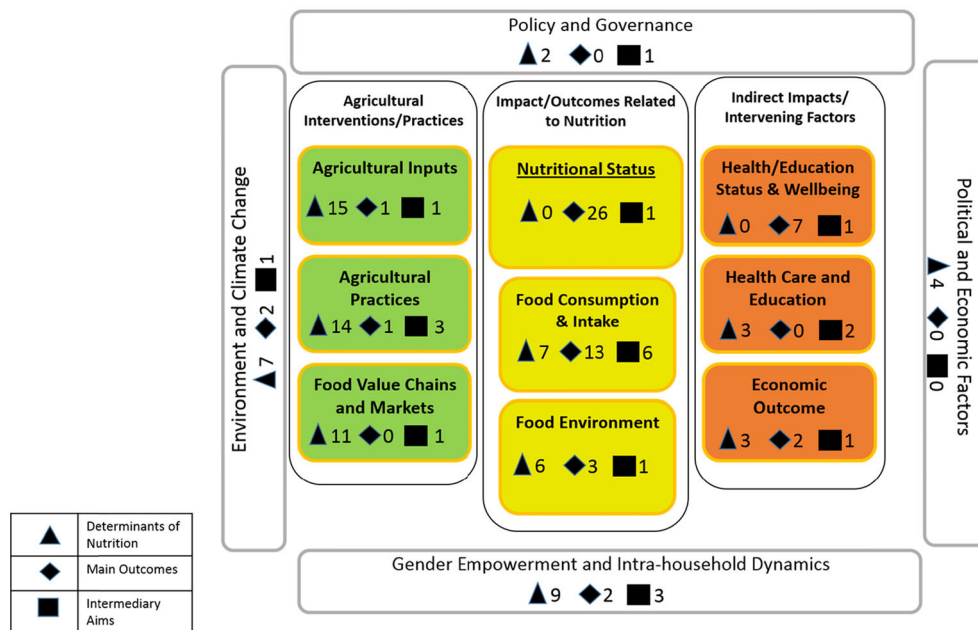 Policy and Governance
2 0 1
Environment and Climate Change
7 2 1
Agricultural
Interventions/Practices
Agricultural Inputs
15 1 1
Agricultural
Practices
14 1 3
Food Value Chains
and Markets
11 0 1
Impact/Outcomes Related
to Nutrition
Nutritional Status
0 26 1
Food Consumption
& Intake
7 13 6
Food Environment
6 3 1
Indirect Impacts/
Intervening Factors
Health/Education
Status & Wellbeing
0 7 1
Health Care and
Education
3 0 2
Economic
Outcome
3 2 1
Political and Economic Factors
4 0 0
Gender Empowerment and Intra-household Dynamics
9 2 3
Determinants of
Nutrition
Main Outcomes
Intermediary
Aims